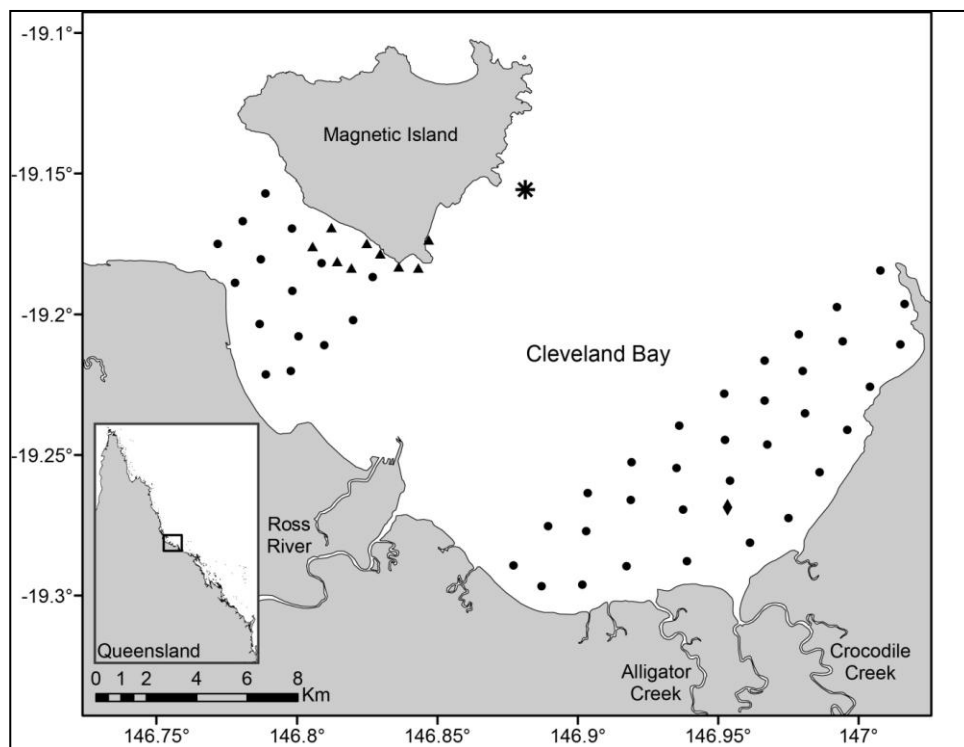 -19.1°
Magnetic Island
-19.15°
-19.2°
Cleveland Bay
-19.25°
Ross
River
-19.3°
Queensland
Alligator
Creek
Crocodile
Creek
0 1 2 4 6 8
Km
146.75° 146.8° 146.85° 146.9° 146.95° 147°